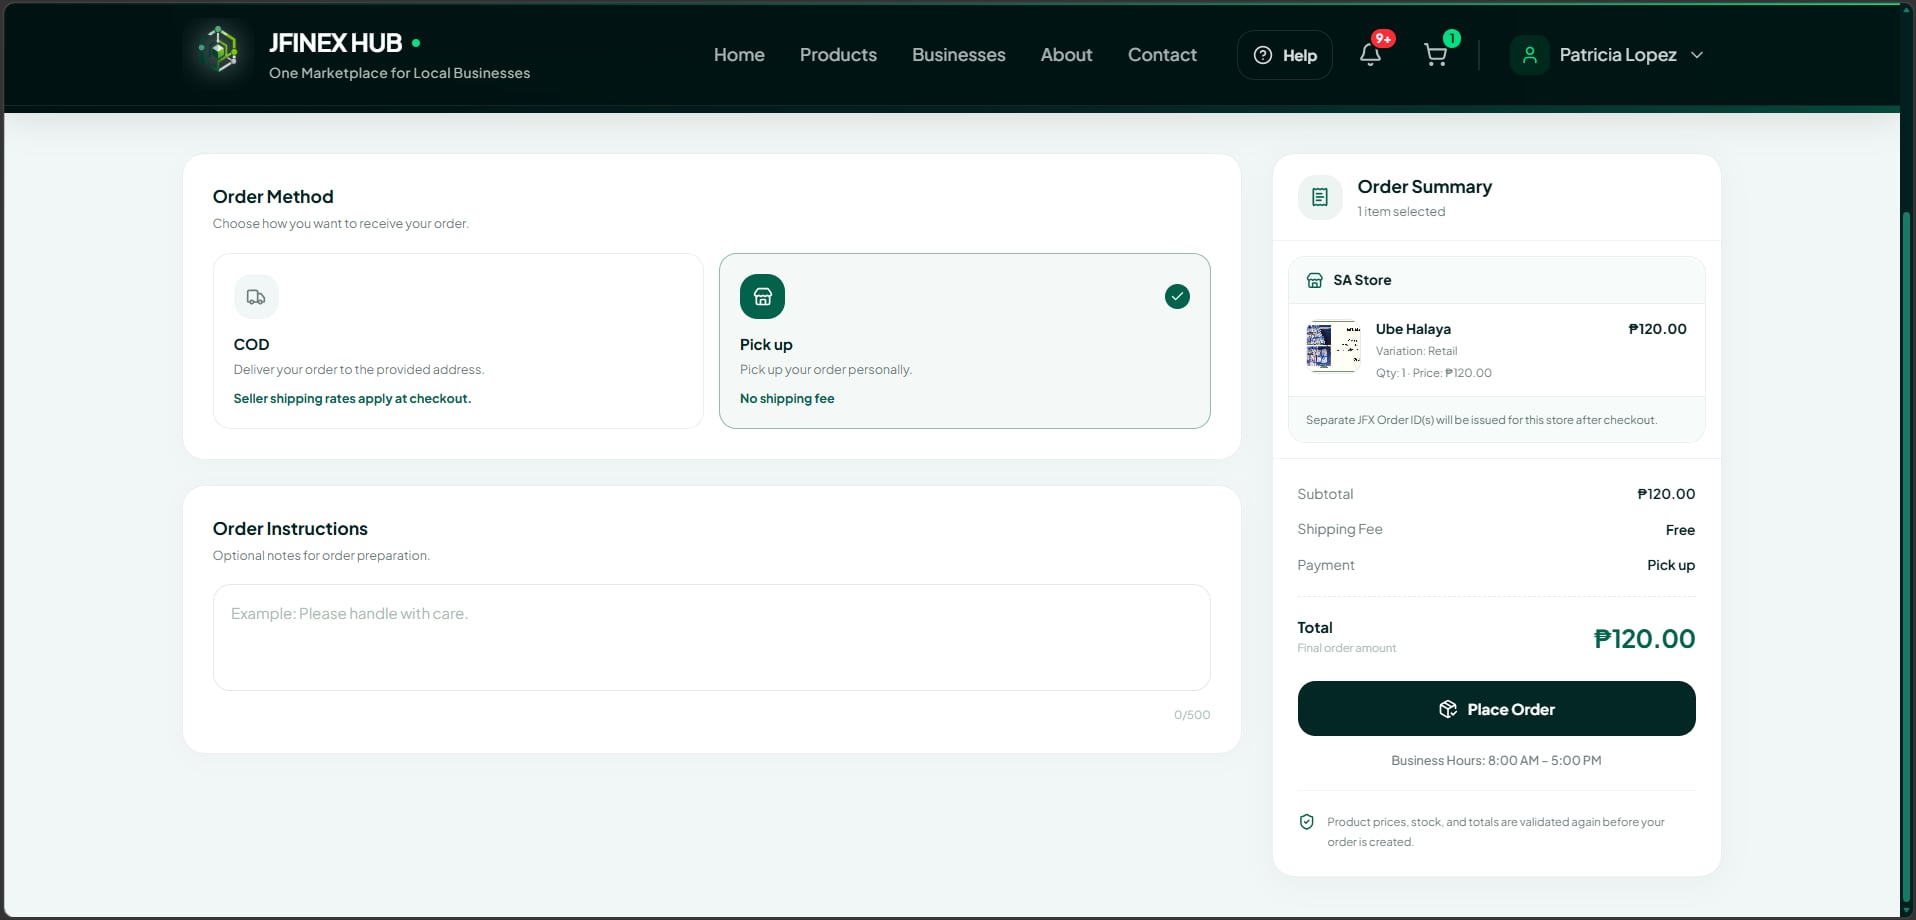 JFINEX HUB
One Marketplace for Local Businesses
Home
Products
Businesses
About
Contact
Help
9+
1
Patricia Lopez
Order Method
Choose how you want to receive your order.
COD
Deliver your order to the provided address.
Seller shipping rates apply at checkout.
Pick up
Pick up your order personally.
No shipping fee
Order Instructions
Optional notes for order preparation.
Example: Please handle with care.
0/500
Order Summary
1 item selected
SA Store
Ube Halaya
₱120.00
Variation: Retail
Qty: 1 · Price: ₱120.00
Separate JFX Order ID(s) will be issued for this store after checkout.
Subtotal
₱120.00
Shipping Fee
Free
Payment
Pick up
Total
Final order amount
₱120.00
Place Order
Business Hours: 8:00 AM – 5:00 PM
Product prices, stock, and totals are validated again before your
order is created.